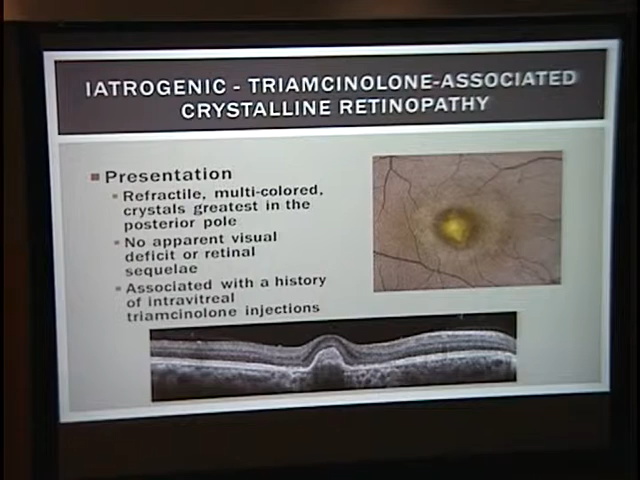 IATROGENIC - TRIAMCINOLONE-ASSOCIATED
CRYSTALLINE RETINOPATHY
Presentation
Refractile, multi-colored,
crystals greatest in the
posterior pole
No apparent visual
deficit or retinal
sequelae
Associated with a history
of intravitreal
triamcinolone injections